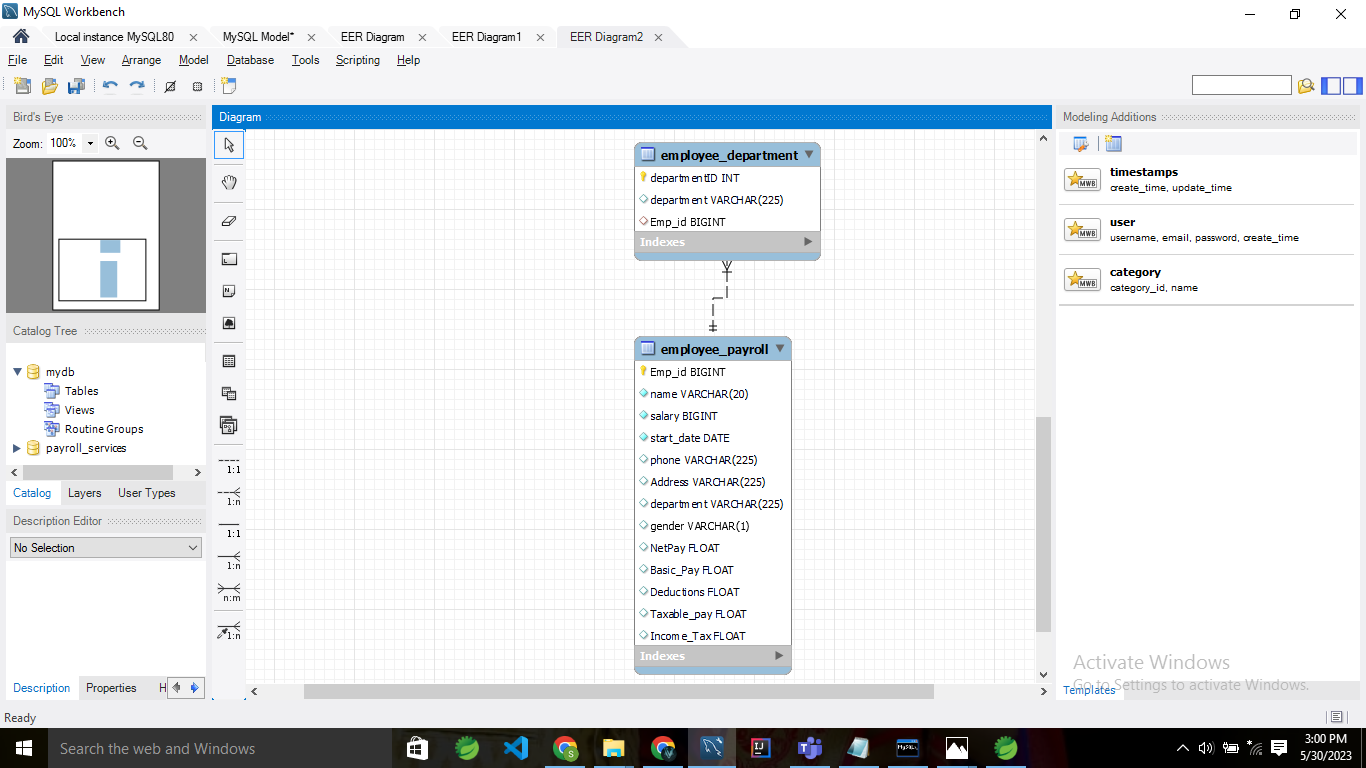 MySQL Workbench
Local instance MySQL80
MySQL Model*
EER Diagram
EER Diagram1
EER Diagram2
File Edit View Arrange Model Database Tools Scripting Help
Bird's Eye
Zoom: 100%
Catalog Tree
mydb
Tables
Views
Routine Groups
payroll_services
Catalog Layers User Types
Description Editor
No Selection
Description Properties H
Ready
Diagram
1:1
1:n
1:1
1:n
n:m
1:n
employee_department
departmentID INT
department VARCHAR(225)
Emp_id BIGINT
Indexes
employee_payroll
Emp_id BIGINT
name VARCHAR(20)
salary BIGINT
start_date DATE
phone VARCHAR(225)
Address VARCHAR(225)
department VARCHAR(225)
gender VARCHAR(1)
NetPay FLOAT
Basic_Pay FLOAT
Deductions FLOAT
Taxable_pay FLOAT
Income_Tax FLOAT
Indexes
Modeling Additions
MWB
timestamps
create_time, update_time
MWB
user
username, email, password, create_time
MWB
category
category_id, name
Activate Windows
Go to Settings to activate Windows.
Templates
Search the web and Windows
3:00 PM
5/30/2023